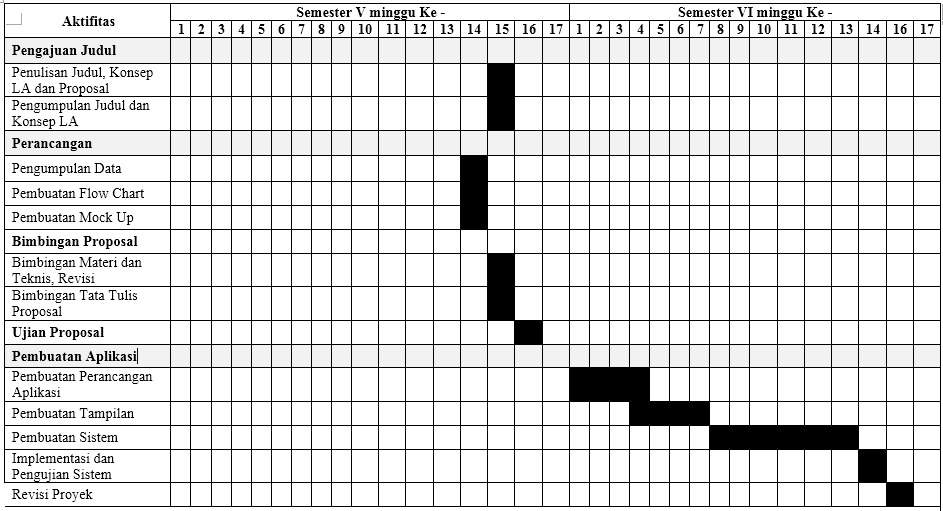 Aktifitas
Semester V minggu Ke -
Semester VI minggu Ke -
1 2 3 4 5 6 7 8 9 10 11 12 13 14 15 16 17 1 2 3 4 6 7 8 9 10 11 12 13 14 16 17
Pengajuan Judul
Penulisan Judul, Konsep
LA dan Proposal
Pengumpulan Judul dan
Konsep LA
Perancangan
Pengumpulan Data
Pembuatan Flow Chart
Pembuatan Mock Up
Bimbingan Proposal
Bimbingan Materi dan
Teknis, Revisi
Bimbingan Tata Tulis
Proposal
Ujian Proposal
Pembuatan Aplikasi
Pembuatan Perancangan
Aplikasi
Pembuatan Tampilan
Pembuatan Sistem
Implementasi dan
Pengujian Sistem
Revisi Proyek